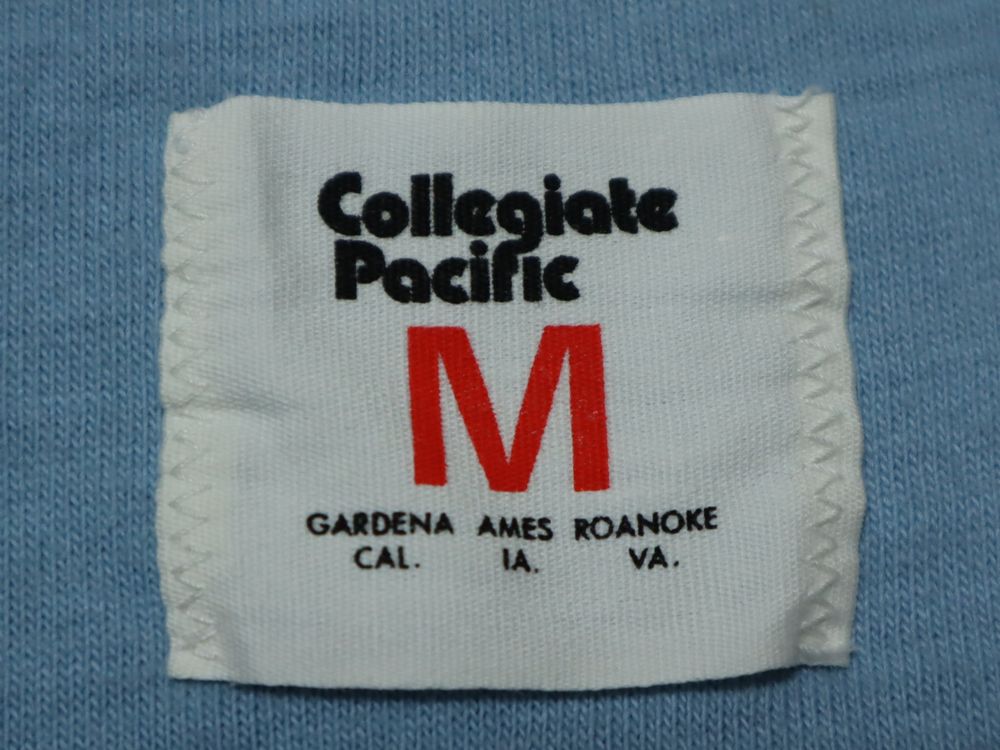 Collegiate
Pacific
M
GARDENA AMES ROANOKE
CAL. IA. VA.